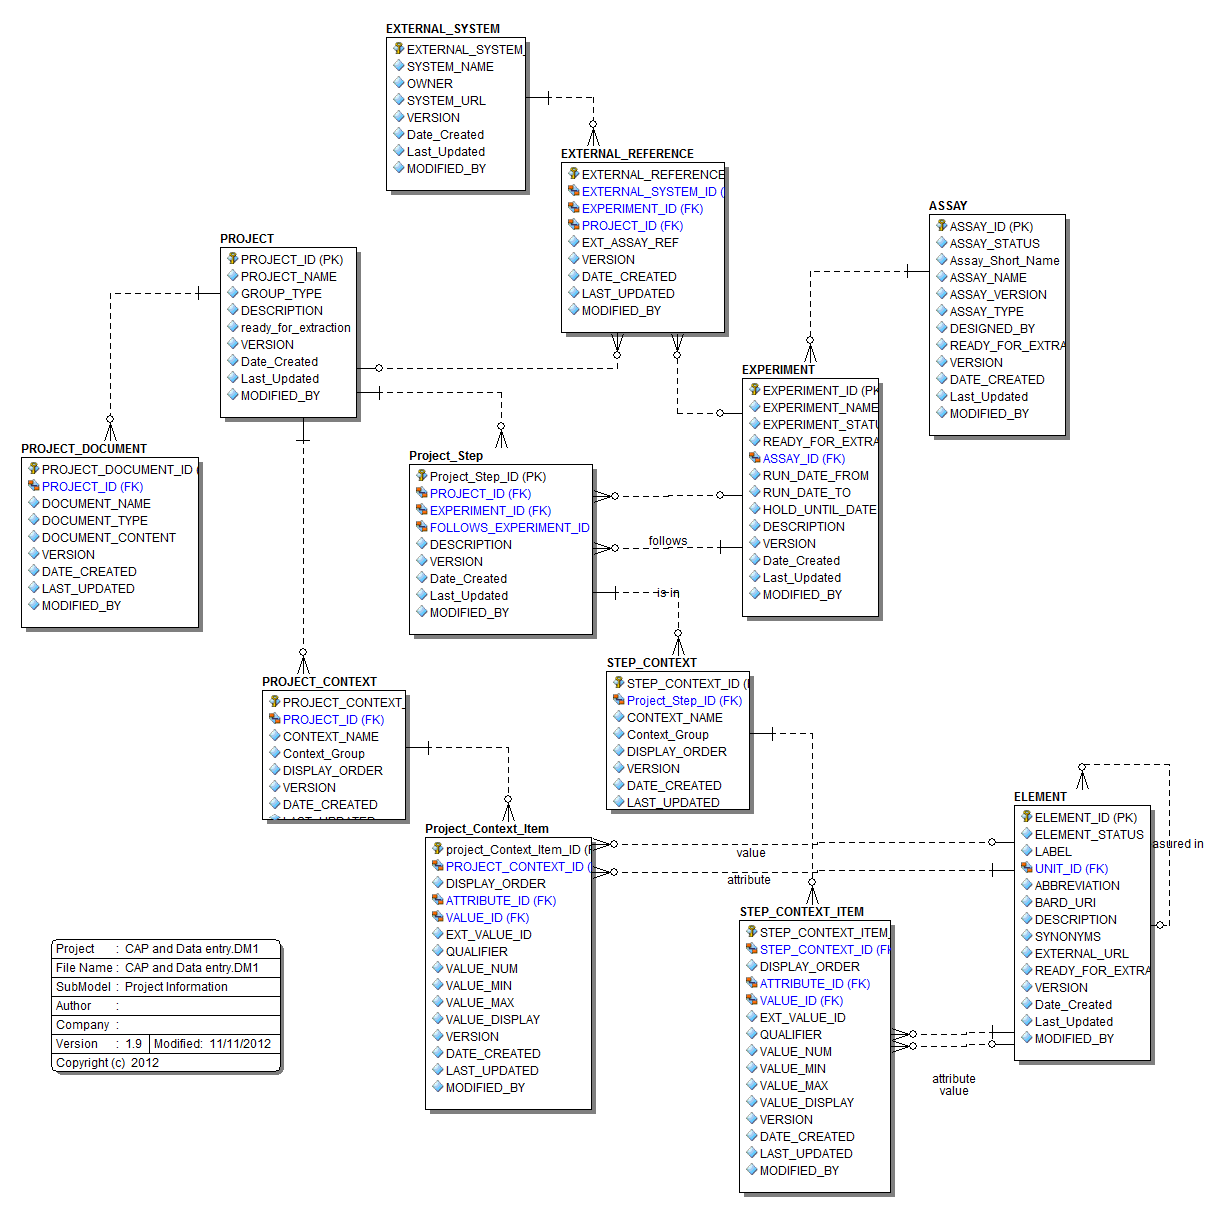 EXTERNAL_SYSTEM
EXTERNAL_SYSTEM_
SYSTEM_NAME
OWNER
SYSTEM_URL
VERSION
Date_Created
Last_Updated
MODIFIED_BY
EXTERNAL_REFERENCE
EXTERNAL_REFERENCE
EXTERNAL_SYSTEM_ID (
EXPERIMENT_ID (FK)
PROJECT_ID (FK)
EXT_ASSAY_REF
VERSION
DATE_CREATED
LAST_UPDATED
MODIFIED_BY
ASSAY
ASSAY_ID (PK)
ASSAY_STATUS
Assay_Short_Name
ASSAY_NAME
ASSAY_VERSION
ASSAY_TYPE
DESIGNED_BY
READY_FOR_EXTRA
VERSION
DATE_CREATED
Last_Updated
MODIFIED_BY
PROJECT
PROJECT_ID (PK)
PROJECT_NAME
GROUP_TYPE
DESCRIPTION
ready_for_extraction
VERSION
Date_Created
Last_Updated
MODIFIED_BY
EXPERIMENT
EXPERIMENT_ID (PK
EXPERIMENT_NAME
EXPERIMENT_STATU
READY_FOR_EXTRA
ASSAY_ID (FK)
RUN_DATE_FROM
RUN_DATE_TO
HOLD_UNTIL_DATE
DESCRIPTION
VERSION
Date_Created
Last_Updated
MODIFIED_BY
PROJECT_DOCUMENT
PROJECT_DOCUMENT_ID (
PROJECT_ID (FK)
DOCUMENT_NAME
DOCUMENT_TYPE
DOCUMENT_CONTENT
VERSION
DATE_CREATED
LAST_UPDATED
MODIFIED_BY
Project_Step
Project_Step_ID (PK)
PROJECT_ID (FK)
EXPERIMENT_ID (FK)
FOLLOWS_EXPERIMENT_ID
DESCRIPTION
VERSION
Date_Created
Last_Updated
MODIFIED_BY
follows
is in
STEP_CONTEXT
STEP_CONTEXT_ID (
Project_Step_ID (FK)
CONTEXT_NAME
Context_Group
DISPLAY_ORDER
VERSION
DATE_CREATED
LAST_UPDATED
PROJECT_CONTEXT
PROJECT_CONTEXT_
PROJECT_ID (FK)
CONTEXT_NAME
Context_Group
DISPLAY_ORDER
VERSION
DATE_CREATED
LAST_UPDATED
Project_Context_Item
project_Context_Item_ID (
PROJECT_CONTEXT_ID (
DISPLAY_ORDER
ATTRIBUTE_ID (FK)
VALUE_ID (FK)
EXT_VALUE_ID
QUALIFIER
VALUE_NUM
VALUE_MIN
VALUE_MAX
VALUE_DISPLAY
VERSION
DATE_CREATED
LAST_UPDATED
MODIFIED_BY
value
attribute
ELEMENT
ELEMENT_ID (PK)
ELEMENT_STATUS
LABEL
UNIT_ID (FK)
ABBREVIATION
BARD_URI
DESCRIPTION
SYNONYMS
EXTERNAL_URL
READY_FOR_EXTRA
VERSION
Date_Created
Last_Updated
MODIFIED_BY
asured in
STEP_CONTEXT_ITEM
STEP_CONTEXT_ITEM_
STEP_CONTEXT_ID (FK
DISPLAY_ORDER
ATTRIBUTE_ID (FK)
VALUE_ID (FK)
EXT_VALUE_ID
QUALIFIER
VALUE_NUM
VALUE_MIN
VALUE_MAX
VALUE_DISPLAY
VERSION
DATE_CREATED
LAST_UPDATED
MODIFIED_BY
attribute
value
Project : CAP and Data entry.DM1
File Name : CAP and Data entry.DM1
SubModel : Project Information
Author :
Company :
Version : 1.9 Modified: 11/11/2012
Copyright (c) 2012